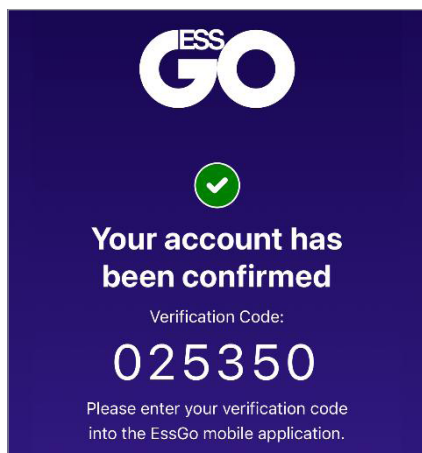 ESS
GO
Your account has
been confirmed
Verification Code:
025350
Please enter your verification code
into the EssGo mobile application.